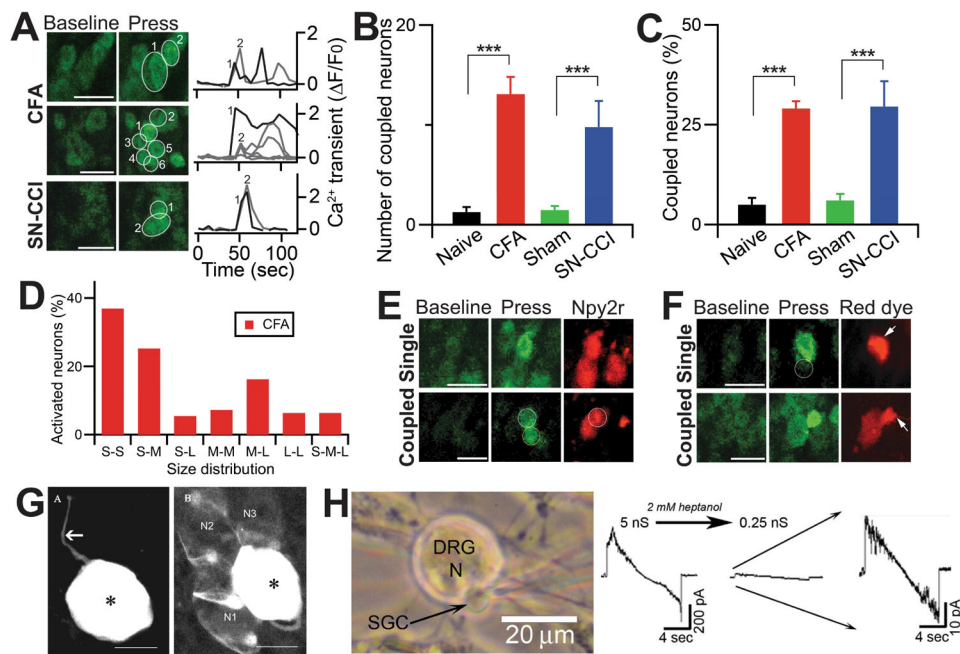 A
Baseline
Press
CFA
SN-CCI
1
2
1
2
3
4
5
6
1
2
1
2
1
2
1
2
2
0
2
0
2
0
Ca²⁺ transient (ΔF/F₀)
0 50 100
Time (sec)
B
Number of coupled neurons
20
0
***
***
Naive
CFA
Sham
SN-CCI
C
Coupled neurons (%)
50
25
0
***
***
Naive
CFA
Sham
SN-CCI
D
Activated neurons (%)
40
20
0
CFA
S-S S-M S-L M-M M-L L-L S-M-L
Size distribution
E
Baseline Press Npy2r
Coupled Single
F
Baseline Press Red dye
Coupled Single
G
A
*
B
N2
N3
*
N1
H
DRG
N
SGC
20 μm
2 mM heptanol
5 nS
0.25 nS
4 sec
200 pA
4 sec
10 pA